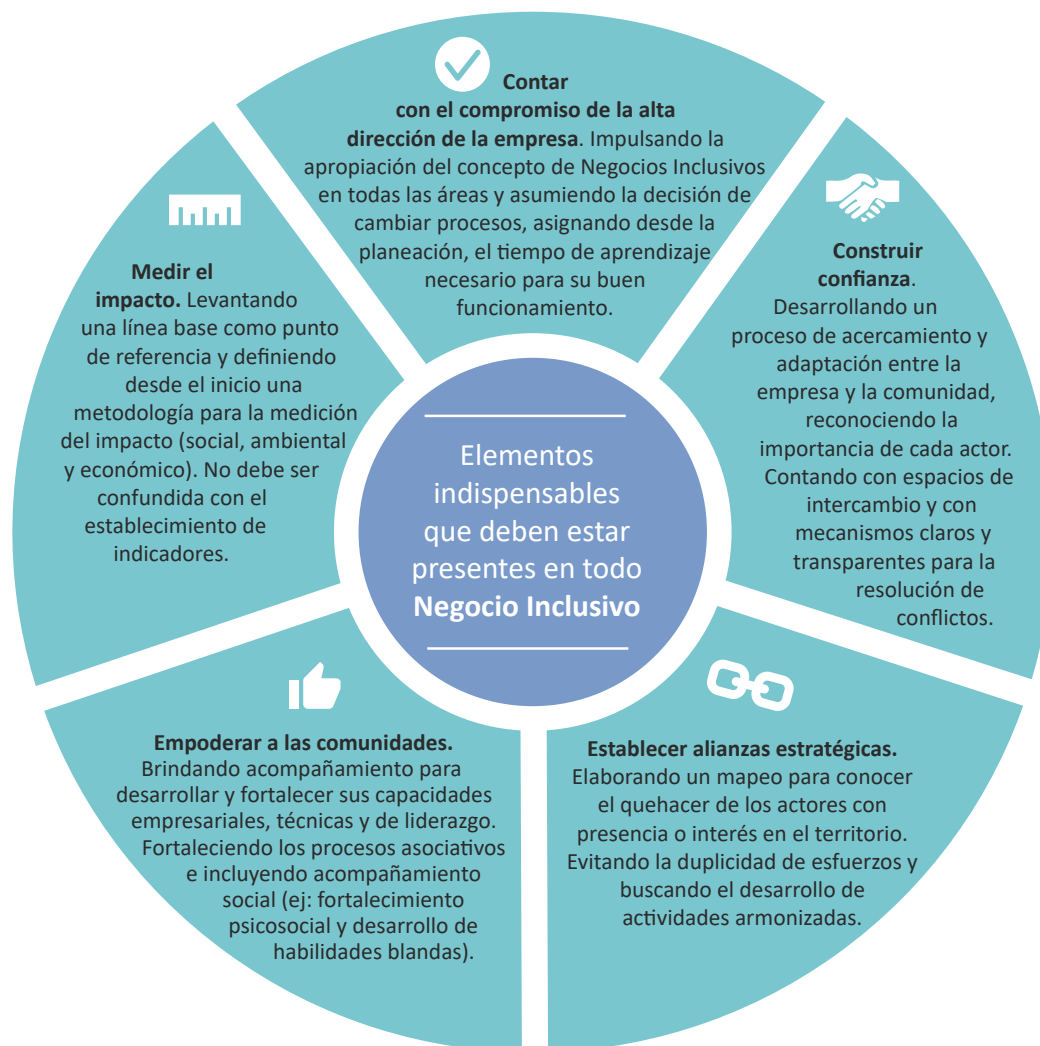 Contar
con el compromiso de la alta
dirección de la empresa. Impulsando la
apropiación del concepto de Negocios Inclusivos
en todas las áreas y asumiendo la decisión de
cambiar procesos, asignando desde la
planeación, el tiempo de aprendizaje
necesario para su buen
funcionamiento.
Construir
confianza.
Desarrollando un
proceso de acercamiento y
adaptación entre la
empresa y la comunidad,
reconociendo la
importancia de cada actor.
Contando con espacios de
intercambio y con
mecanismos claros y
transparentes para la
resolución de
conflictos.
Establecer alianzas estratégicas.
Elaborando un mapeo para conocer
el quehacer de los actores con
presencia o interés en el territorio.
Evitando la duplicidad de esfuerzos y
buscando el desarrollo de
actividades armonizadas.
Empoderar a las comunidades.
Brindando acompañamiento para
desarrollar y fortalecer sus capacidades
empresariales, técnicas y de liderazgo.
Fortaleciendo los procesos asociativos
e incluyendo acompañamiento
social (ej: fortalecimiento
psicosocial y desarrollo de
habilidades blandas).
Medir el
impacto. Levantando
una línea base como punto
de referencia y definiendo
desde el inicio una
metodología para la medición
del impacto (social, ambiental
y económico). No debe ser
confundida con el
establecimiento de
indicadores.
Elementos
indispensables
que deben estar
presentes en todo
Negocio Inclusivo